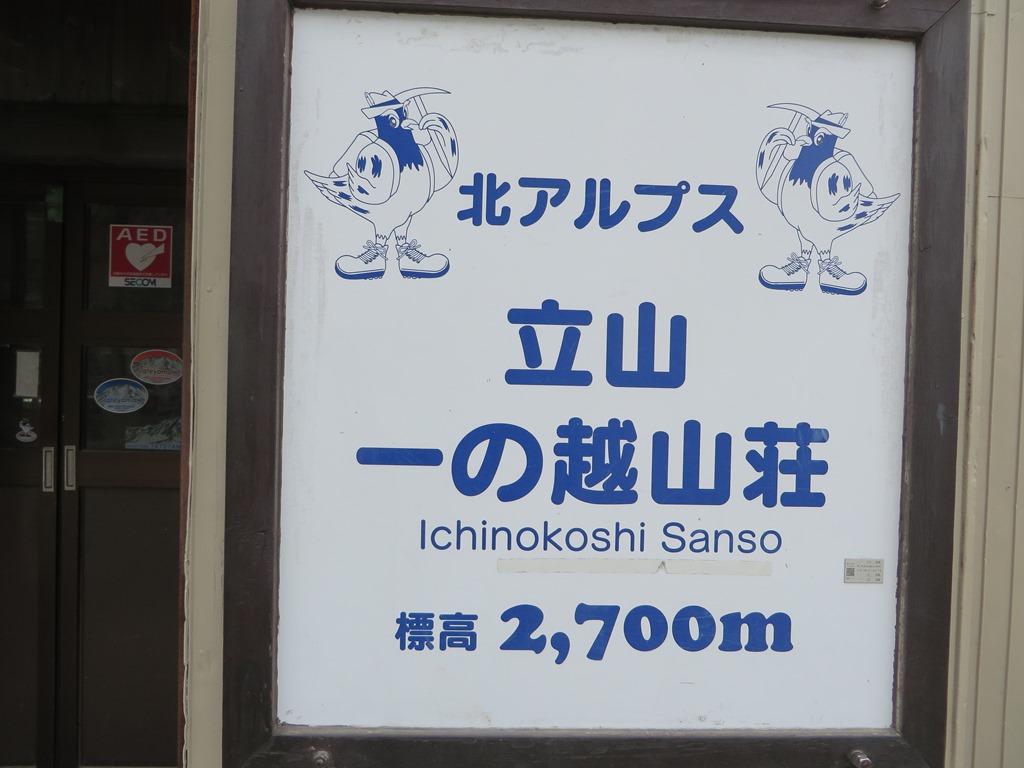 北アルプス
立山
一の越山荘
Ichinokoshi Sanso
標高 2,700m
AED
SECOM